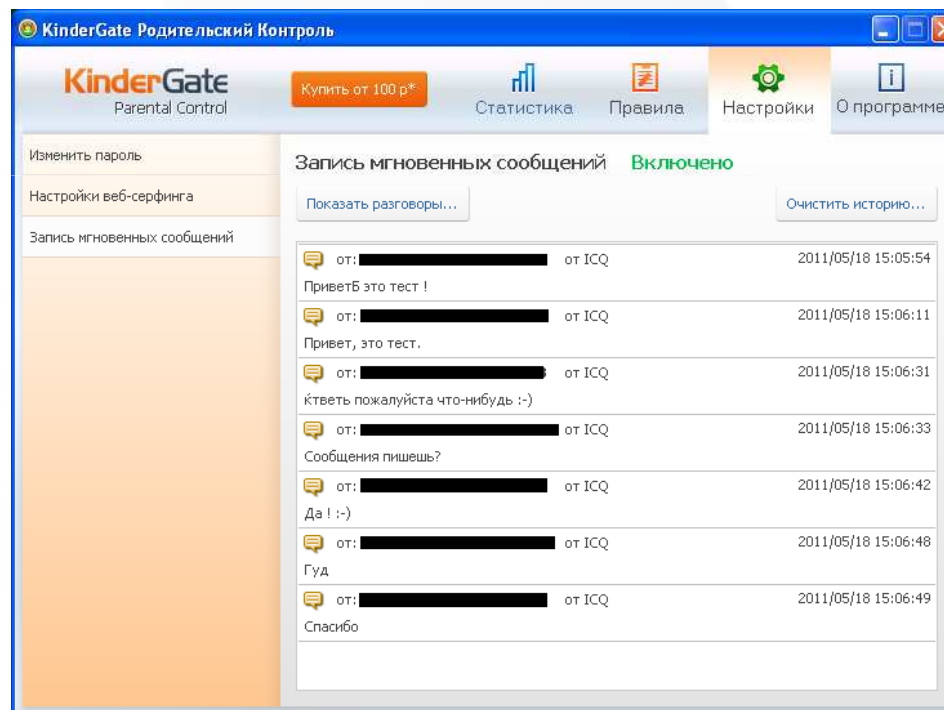 KinderGate Родительский Контроль
KinderGate
Parental Control
Купить от 100 р*
Статистика
Правила
Настройки
О программе
Изменить пароль
Настройки веб-серфинга
Запись мгновенных сообщений
Запись мгновенных сообщений Включено
Показать разговоры...
Очистить историю...
от: от ICQ 2011/05/18 15:05:54
ПриветБ это тест !
от: от ICQ 2011/05/18 15:06:11
Привет, это тест.
от: от ICQ 2011/05/18 15:06:31
ќтветь пожалуйста что-нибудь :-)
от: от ICQ 2011/05/18 15:06:33
Сообщения пишешь?
от: от ICQ 2011/05/18 15:06:42
Да ! :-)
от: от ICQ 2011/05/18 15:06:48
Гуд
от: от ICQ 2011/05/18 15:06:49
Спасибо